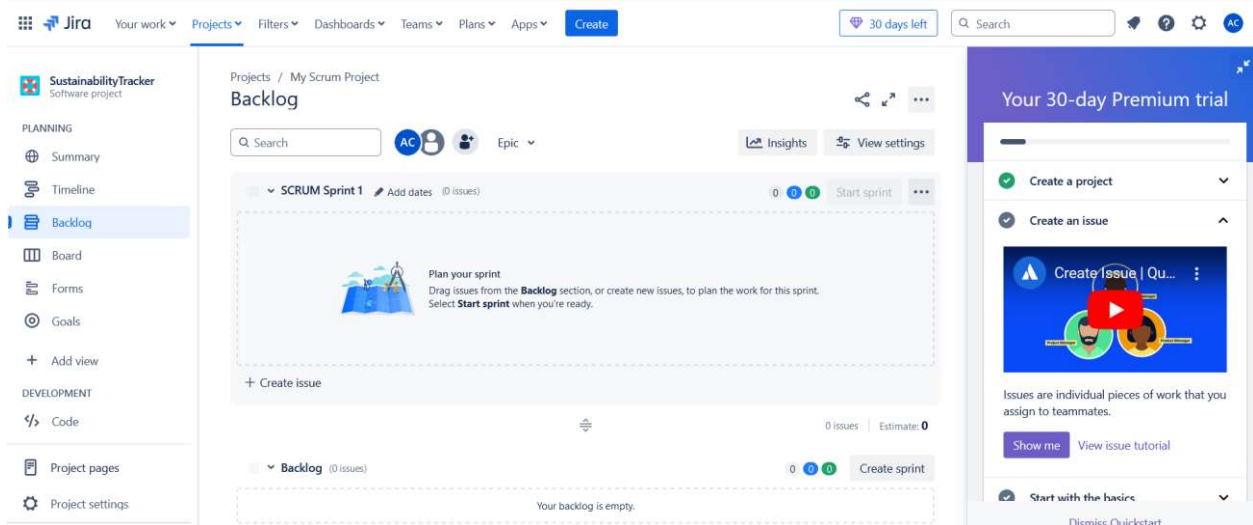 Jira Your work Projects Filters Dashboards Teams Plans Apps Create 30 days left Search AC
SustainabilityTracker
Software project
PLANNING
Summary
Timeline
Backlog
Board
Forms
Goals
+ Add view
DEVELOPMENT
Code
Project pages
Project settings
Projects / My Scrum Project
Backlog
Search AC Epic Insights View settings
SCRUM Sprint 1 Add dates (0 issues) 0 0 0 Start sprint
Plan your sprint
Drag issues from the Backlog section, or create new issues, to plan the work for this sprint.
Select Start sprint when you're ready.
+ Create issue
0 issues Estimate: 0
Backlog (0 issues) 0 0 0 Create sprint
Your backlog is empty.
Your 30-day Premium trial
Create a project
Create an issue
Create Issue | Qu...
Issues are individual pieces of work that you
assign to teammates.
Show me View issue tutorial
Start with the basics
Dismiss Quickstart